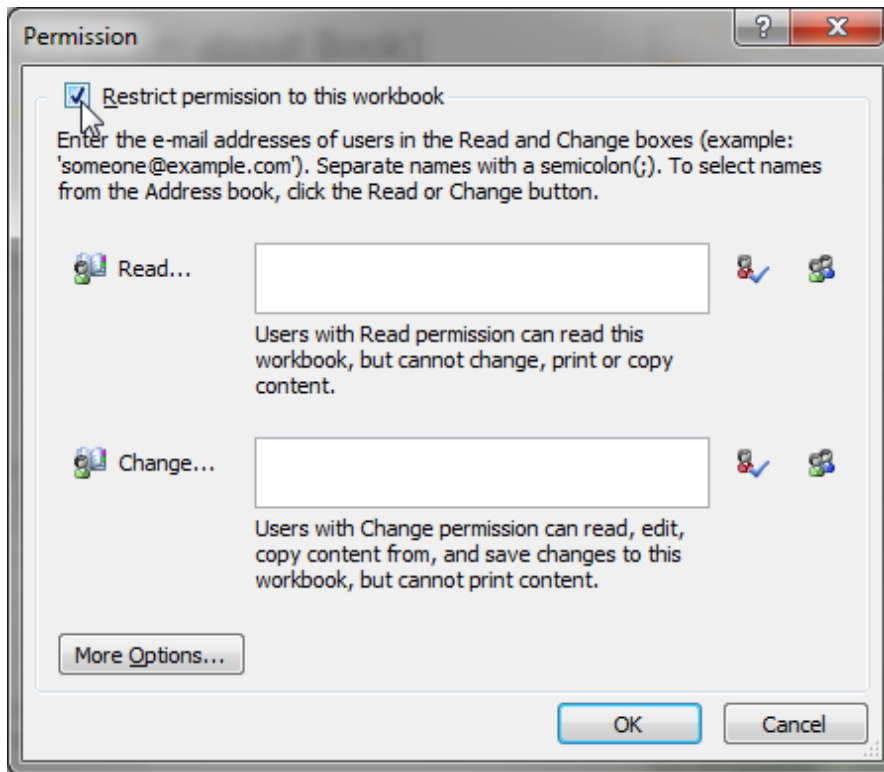 Permission
Restrict permission to this workbook
Enter the e-mail addresses of users in the Read and Change boxes (example:
'someone@example.com'). Separate names with a semicolon(;). To select names
from the Address book, click the Read or Change button.
Read...
Users with Read permission can read this
workbook, but cannot change, print or copy
content.
Change...
Users with Change permission can read, edit,
copy content from, and save changes to this
workbook, but cannot print content.
More Options...
OK
Cancel